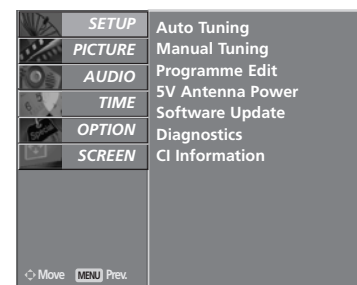 SETUP
PICTURE
AUDIO
TIME
OPTION
SCREEN
Move MENU Prev.
Auto Tuning
Manual Tuning
Programme Edit
5V Antenna Power
Software Update
Diagnostics
CI Information